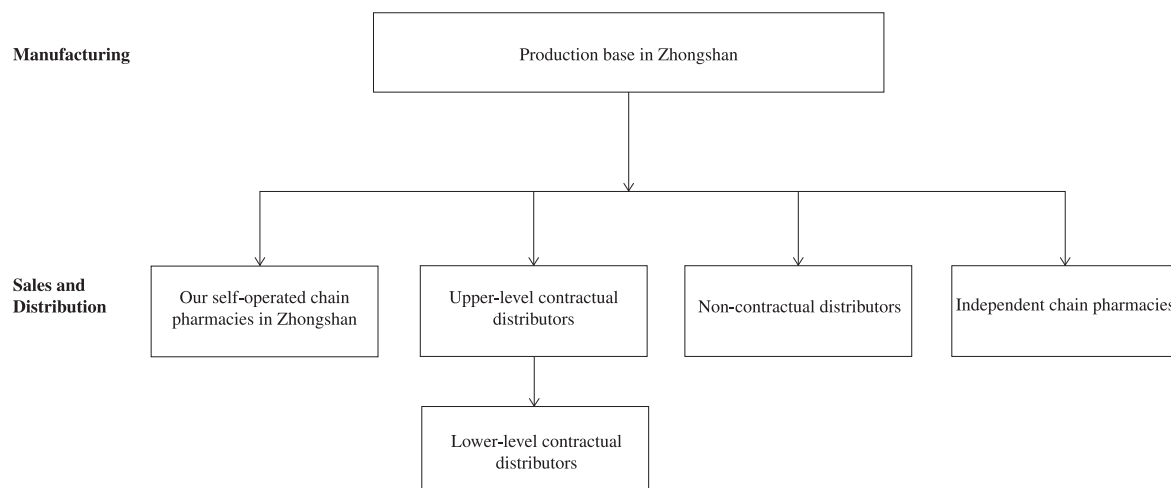 Manufacturing
Production base in Zhongshan
Sales and
Distribution
Our self-operated chain
pharmacies in Zhongshan
Upper-level contractual
distributors
Non-contractual distributors
Independent chain pharmacies
Lower-level contractual
distributors